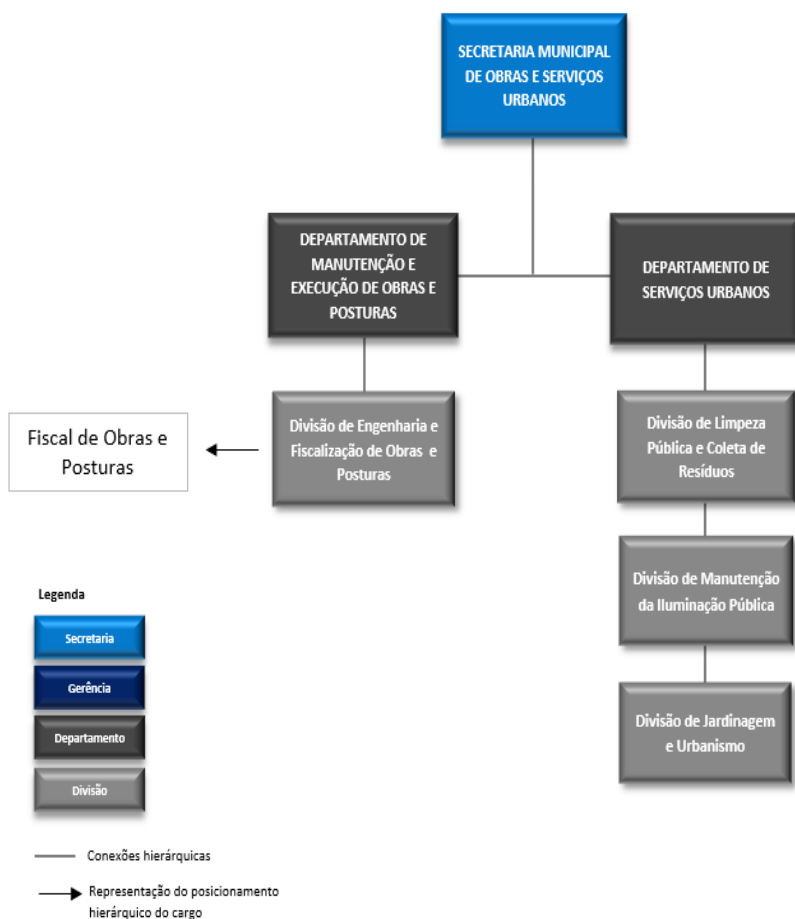 SECRETARIA MUNICIPAL
DE OBRAS E SERVIÇOS
URBANOS
DEPARTAMENTO DE
MANUTENÇÃO E
EXECUÇÃO DE OBRAS E
POSTURAS
DEPARTAMENTO DE
SERVIÇOS URBANOS
Fiscal de Obras e
Posturas
Divisão de Engenharia e
Fiscalização de Obras e
Posturas
Divisão de Limpeza
Pública e Coleta de
Resíduos
Divisão de Manutenção
da Iluminação Pública
Divisão de Jardinagem
e Urbanismo
Legenda
Secretaria
Gerência
Departamento
Divisão
Conexões hierárquicas
Representação do posicionamento
hierárquico do cargo